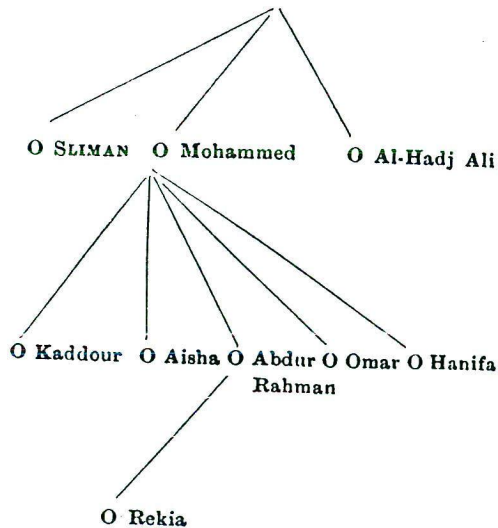 O SLIMAN O Mohammed O Al-Hadj Ali
O Kaddour O Aisha O Abdur O Omar O Hanifa
Rahman
O Rekia